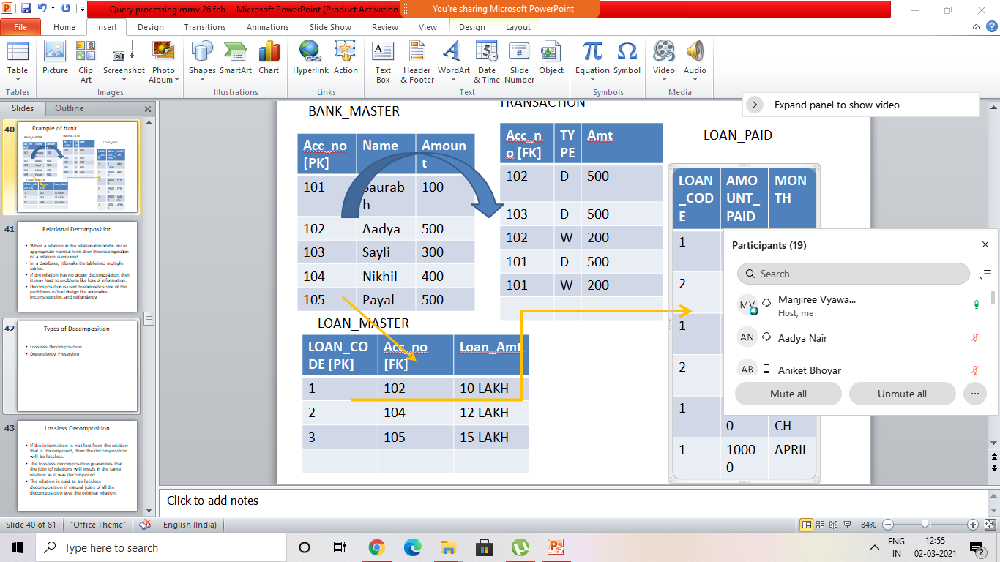 Query processing mmv 26 feb - Microsoft PowerPoint (Product Activation
You're sharing Microsoft PowerPoint
File Home Insert Design Transitions Animations Slide Show Review View Design Layout
Table Picture Clip Art Screenshot Photo Album Shapes SmartArt Chart Hyperlink Action Text Box Header & Footer WordArt Date & Time Slide Number Object Equation Symbol Video Audio
Tables Images Illustrations Links Text Symbols Media
Slides Outline
40
Example of bank
41
Relational Decomposition
• When a relation in the relational model is not in
appropriate normal form then the decomposition
of a relation is required.
• In a database, it breaks the table into multiple
tables.
• If the relation has no proper decomposition, then
it may lead to problems like loss of information.
• Decomposition is used to eliminate some of the
problems of bad design like anomalies,
inconsistencies, and redundancy.
42
Types of Decomposition
• Lossless Decomposition
• Dependency Preserving
43
Lossless Decomposition
• If the information is not lost from the relation
that is decomposed, then the decomposition
will be lossless.
• The lossless decomposition guarantees that
the join of relations will result in the same
relation as it was decomposed.
• The relation is said to be lossless
decomposition if natural joins of all the
decomposition give the original relation.
BANK_MASTER
Acc_no [PK] Name Amount
101 Saurabh 100
102 Aadya 500
103 Sayli 300
104 Nikhil 400
105 Payal 500
TRANSACTION
Acc_no [FK] TYPE Amt
102 D 500
103 D 500
102 W 200
101 D 500
101 W 200
LOAN_MASTER
LOAN_CODE [PK] Acc_no [FK] Loan_Amt
1 102 10 LAKH
2 104 12 LAKH
3 105 15 LAKH
LOAN_PAID
LOAN_CODE AMOUNT_PAID MONTH
1
2
1
2
1 0 CH
1 10000 APRIL
Expand panel to show video
Participants (19)
Search
MV Manjiree Vyawa...
Host, me
AN Aadya Nair
AB Aniket Bhoyar
Mute all Unmute all
Click to add notes
Slide 40 of 81 "Office Theme" English (India) 84%
Type here to search
ENG
IN
12:55
02-03-2021
2